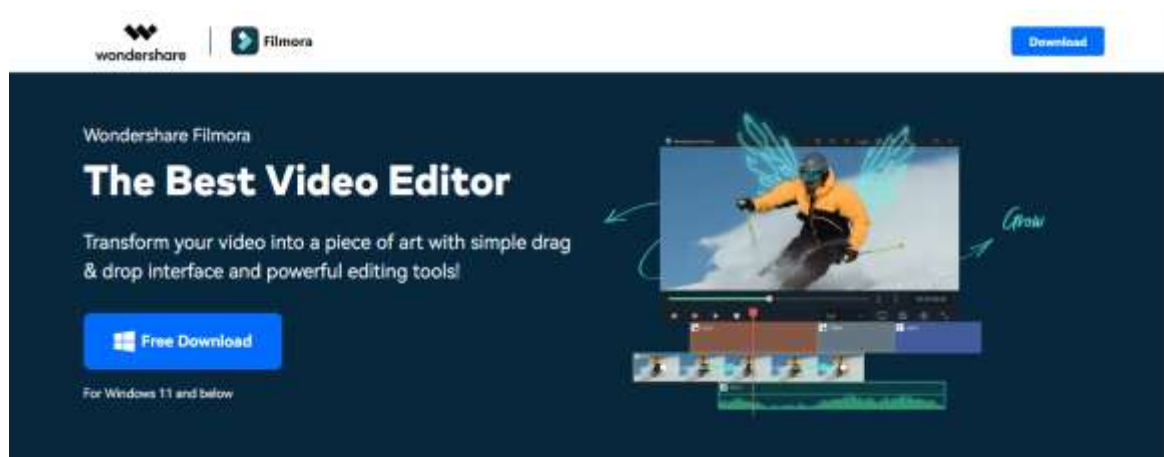 wondershare
Filmora
Download
Wondershare Filmora
The Best Video Editor
Transform your video into a piece of art with simple drag
& drop interface and powerful editing tools!
Free Download
For Windows 11 and below
Grow